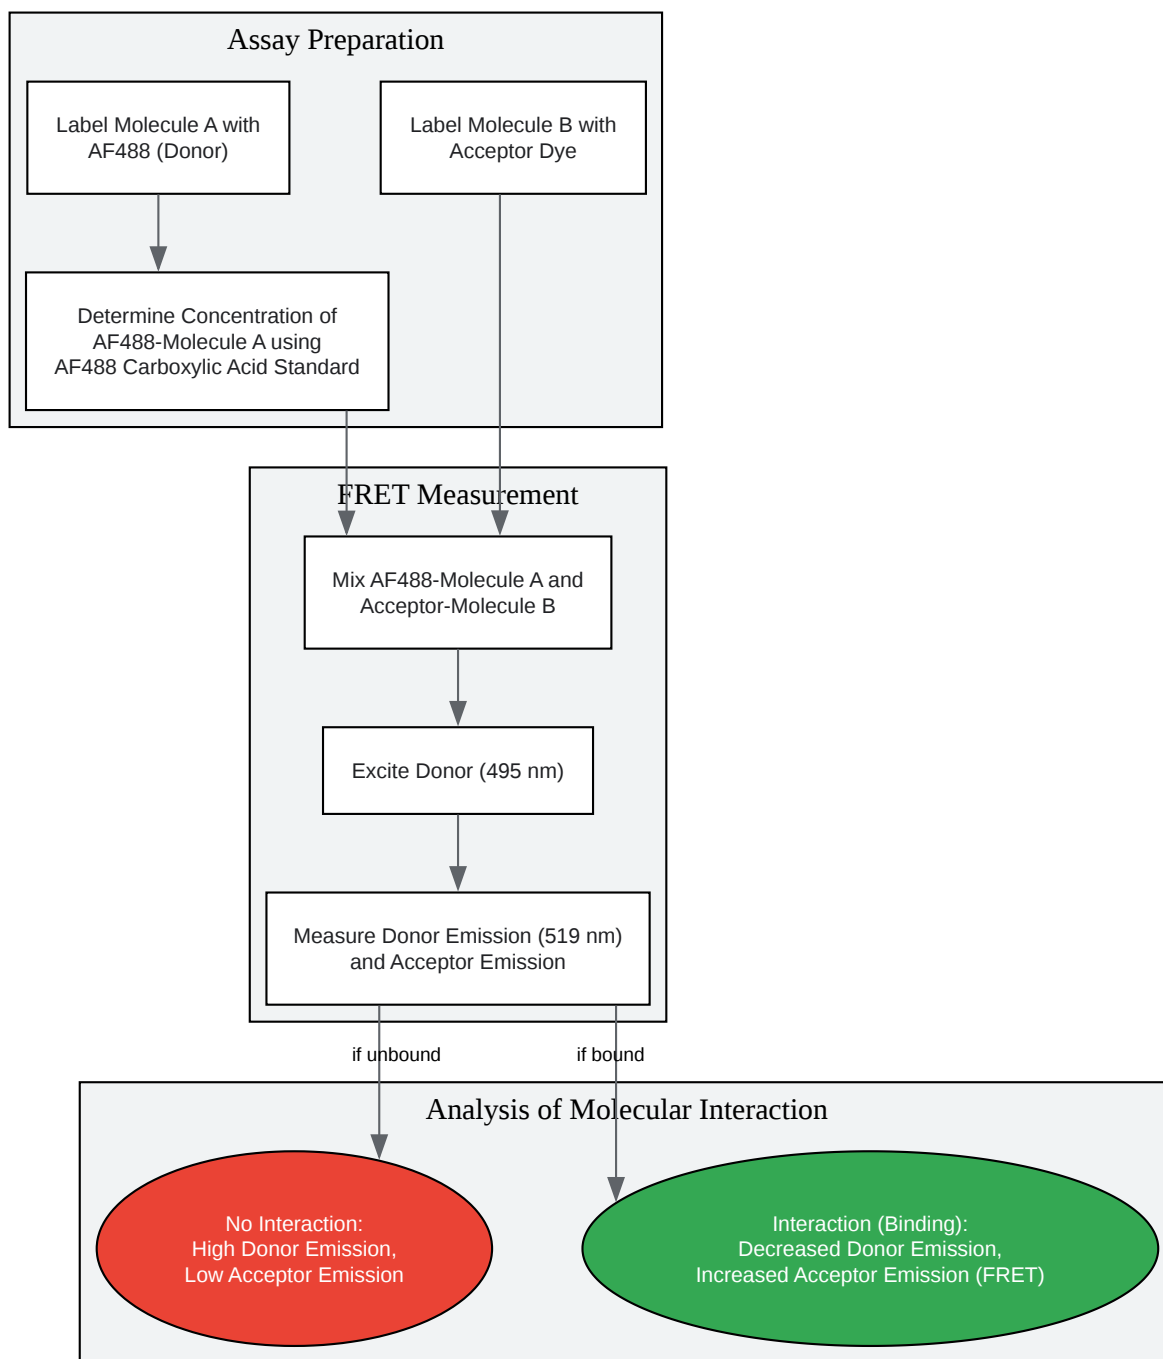 Assay Preparation
Label Molecule A with
AF488 (Donor)
Label Molecule B with
Acceptor Dye
Determine Concentration of
AF488-Molecule A using
AF488 Carboxylic Acid Standard
FRET Measurement
Mix AF488-Molecule A and
Acceptor-Molecule B
Excite Donor (495 nm)
Measure Donor Emission (519 nm)
and Acceptor Emission
if unbound
if bound
Analysis of Molecular Interaction
No Interaction:
High Donor Emission,
Low Acceptor Emission
Interaction (Binding):
Decreased Donor Emission,
Increased Acceptor Emission (FRET)